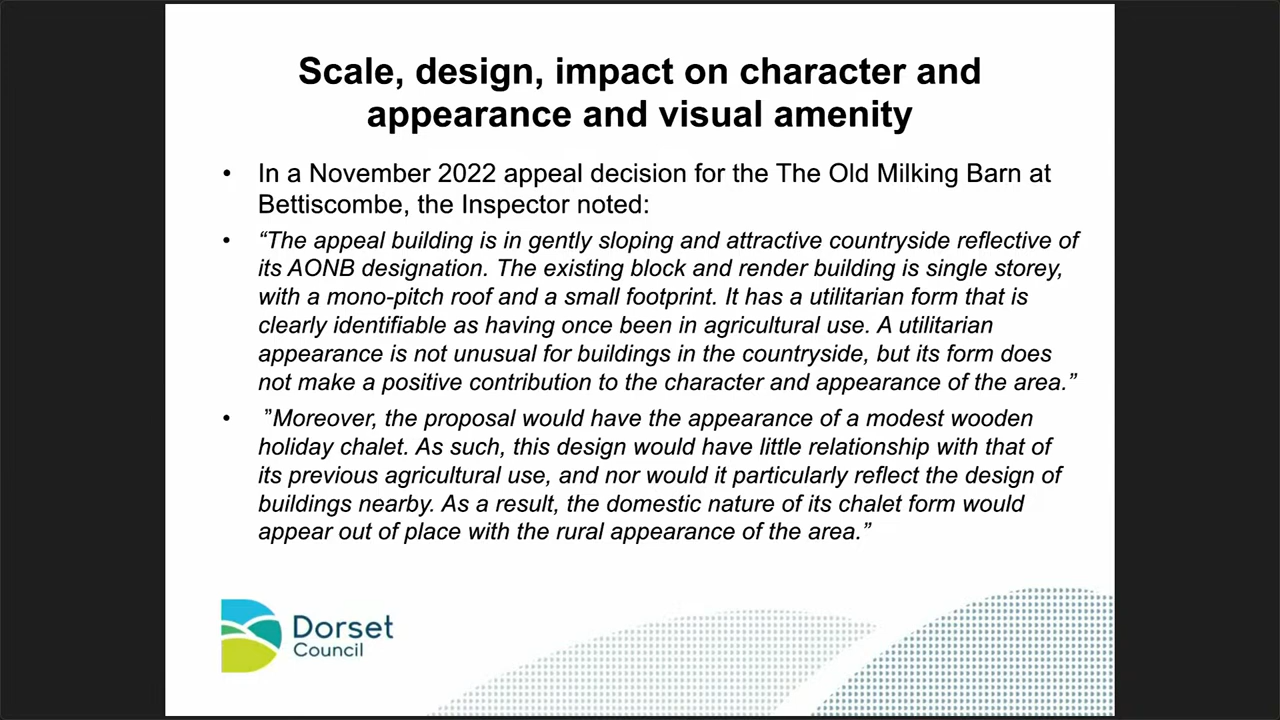 Scale, design, impact on character and
appearance and visual amenity
• In a November 2022 appeal decision for the The Old Milking Barn at
Bettiscombe, the Inspector noted:
• “The appeal building is in gently sloping and attractive countryside reflective of
its AONB designation. The existing block and render building is single storey,
with a mono-pitch roof and a small footprint. It has a utilitarian form that is
clearly identifiable as having once been in agricultural use. A utilitarian
appearance is not unusual for buildings in the countryside, but its form does
not make a positive contribution to the character and appearance of the area.”
• ”Moreover, the proposal would have the appearance of a modest wooden
holiday chalet. As such, this design would have little relationship with that of
its previous agricultural use, and nor would it particularly reflect the design of
buildings nearby. As a result, the domestic nature of its chalet form would
appear out of place with the rural appearance of the area.”
Dorset
Council